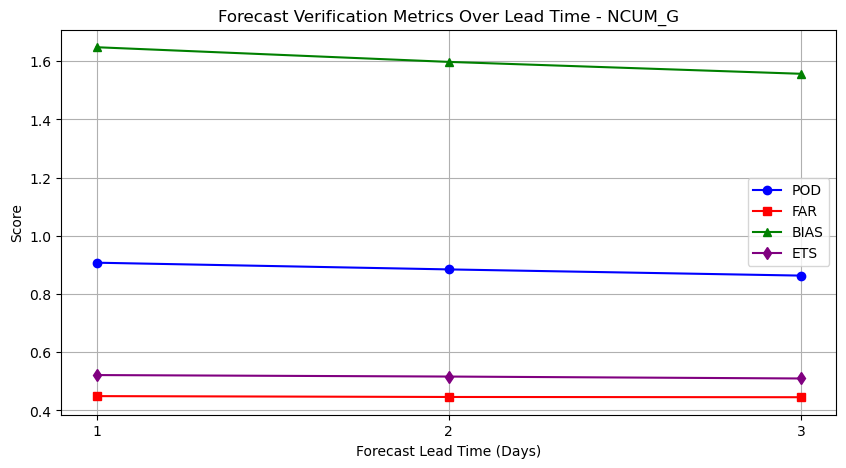 Forecast Verification Metrics Over Lead Time - NCUM_G
Score
1.6
1.4
1.2
1.0
0.8
0.6
0.4
POD
FAR
BIAS
ETS
1 2 3
Forecast Lead Time (Days)